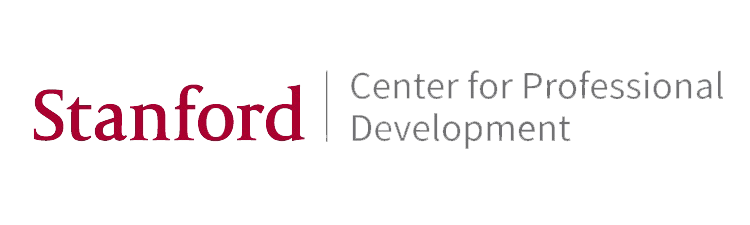 Stanford
Center for Professional
Development